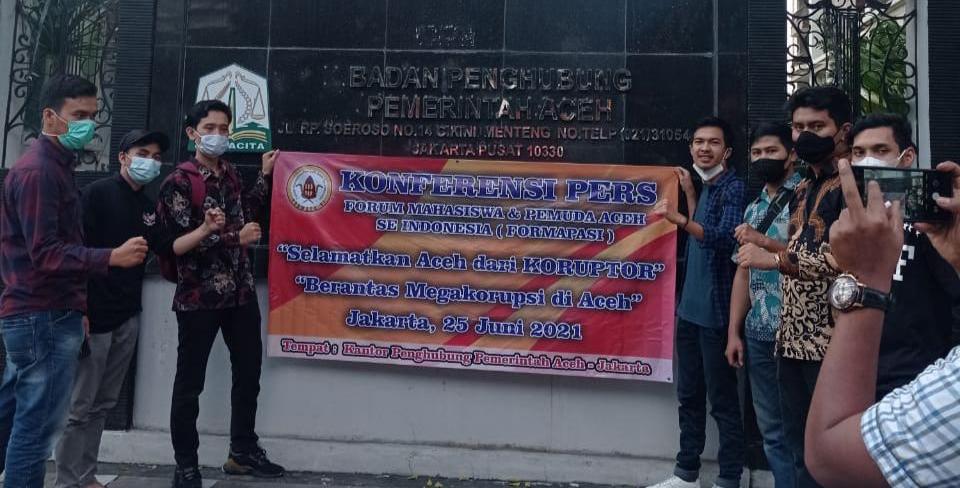 BADAN PENGHUBUNG
PEMERINTAH ACEH
JL. RP. SOEROSO NO.14 CIKINI MENTENG NO.TELP (021)31064
JAKARTA PUSAT 10330
KONFERENSI PERS
FORUM MAHASISWA & PEMUDA ACEH
SE INDONESIA ( FORMAPASI )
"Selamatkan Aceh dari KORUPTOR"
"Berantas Megakorupsi di Aceh"
Jakarta, 25 Juni 2021
Tempat : Kantor Penghubung Pemerintah Aceh - Jakarta